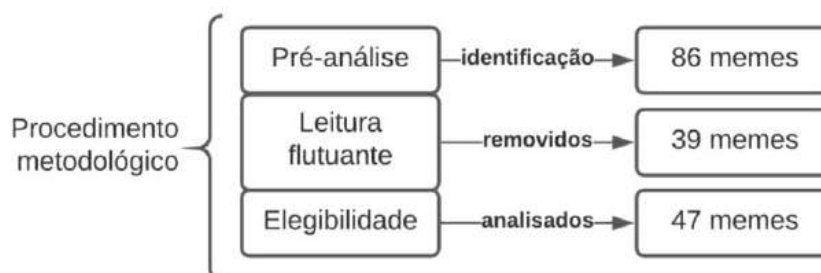 Procedimento
metodológico
Pré-análise
identificação
86 memes
Leitura
flutuante
removidos
39 memes
Elegibilidade
analisados
47 memes